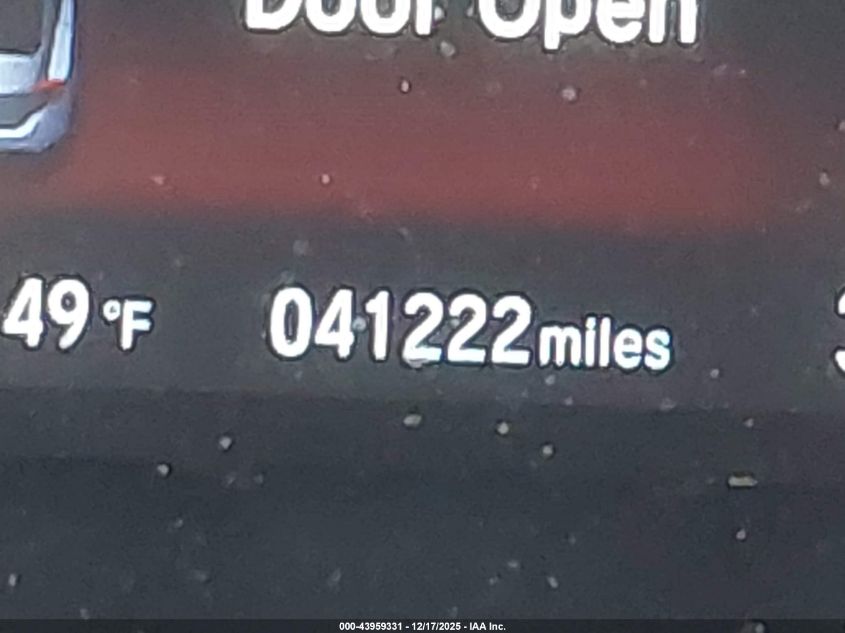 Door Open
49 °F 041222 miles
000-43959331 - 12/17/2025 - IAA Inc.